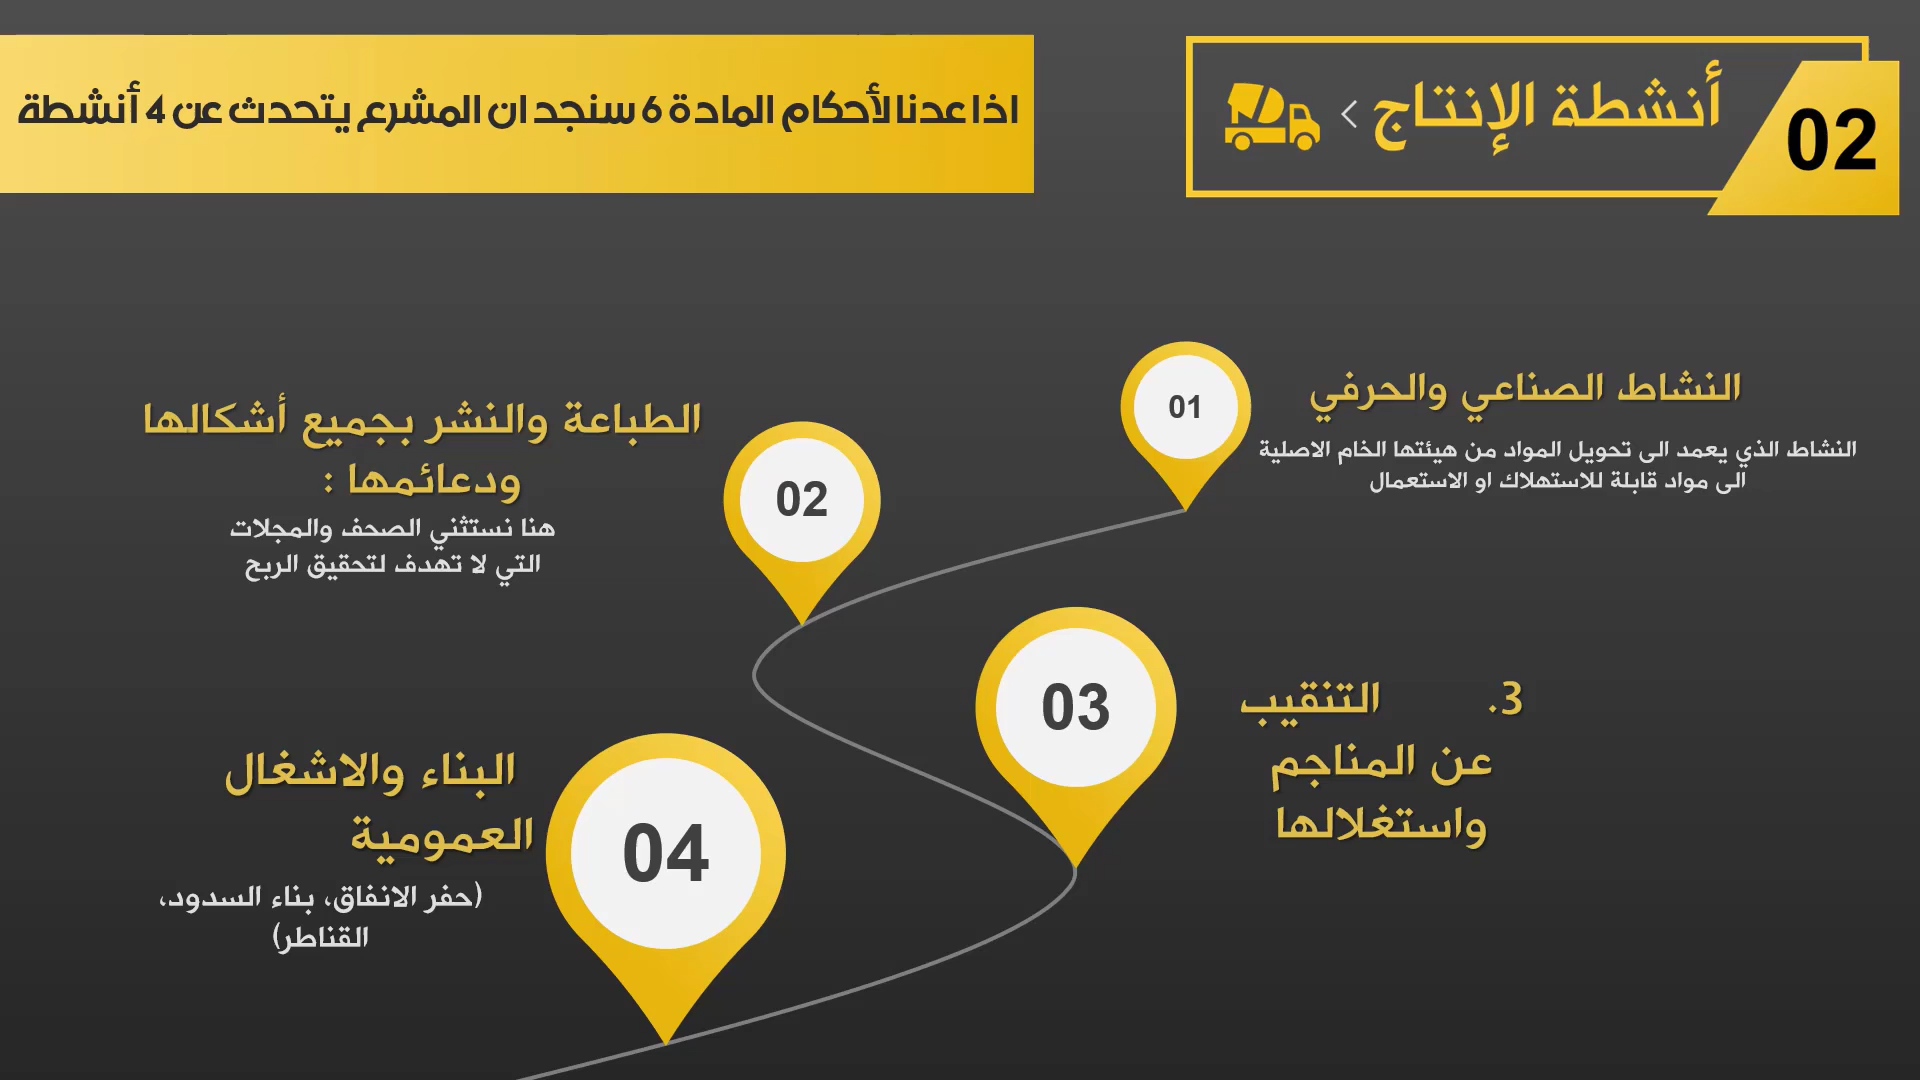 02
أنشطة الإنتاج
اذا عدنا لأحكام المادة 6 سنجد ان المشرع يتحدث عن 4 أنشطة
01
النشاط الصناعي والحرفي
النشاط الذي يعمد الى تحويل المواد من هيئتها الخام الاصلية
الى مواد قابلة للاستهلاك او الاستعمال
02
الطباعة والنشر بجميع أشكالها
ودعائمها :
هنا نستثني الصحف والمجلات
التي لا تهدف لتحقيق الربح
03
3. التنقيب
عن المناجم
واستغلالها
04
البناء والاشغال
العمومية
(حفر الانفاق، بناء السدود،
القناطر)